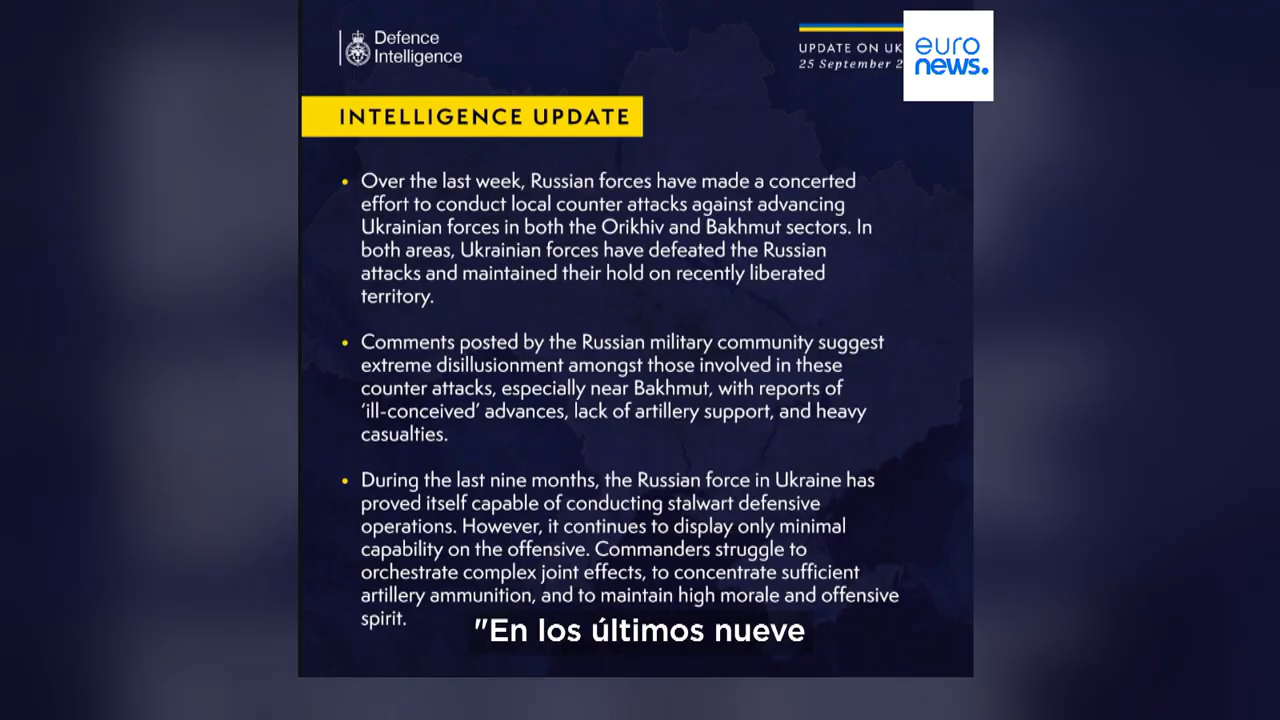 Defence
Intelligence
UPDATE ON UK
25 September 2
euro
news.
INTELLIGENCE UPDATE
• Over the last week, Russian forces have made a concerted
effort to conduct local counter attacks against advancing
Ukrainian forces in both the Orikhiv and Bakhmut sectors. In
both areas, Ukrainian forces have defeated the Russian
attacks and maintained their hold on recently liberated
territory.
• Comments posted by the Russian military community suggest
extreme disillusionment amongst those involved in these
counter attacks, especially near Bakhmut, with reports of
‘ill-conceived’ advances, lack of artillery support, and heavy
casualties.
• During the last nine months, the Russian force in Ukraine has
proved itself capable of conducting stalwart defensive
operations. However, it continues to display only minimal
capability on the offensive. Commanders struggle to
orchestrate complex joint effects, to concentrate sufficient
artillery ammunition, and to maintain high morale and offensive
spirit.
"En los últimos nueve